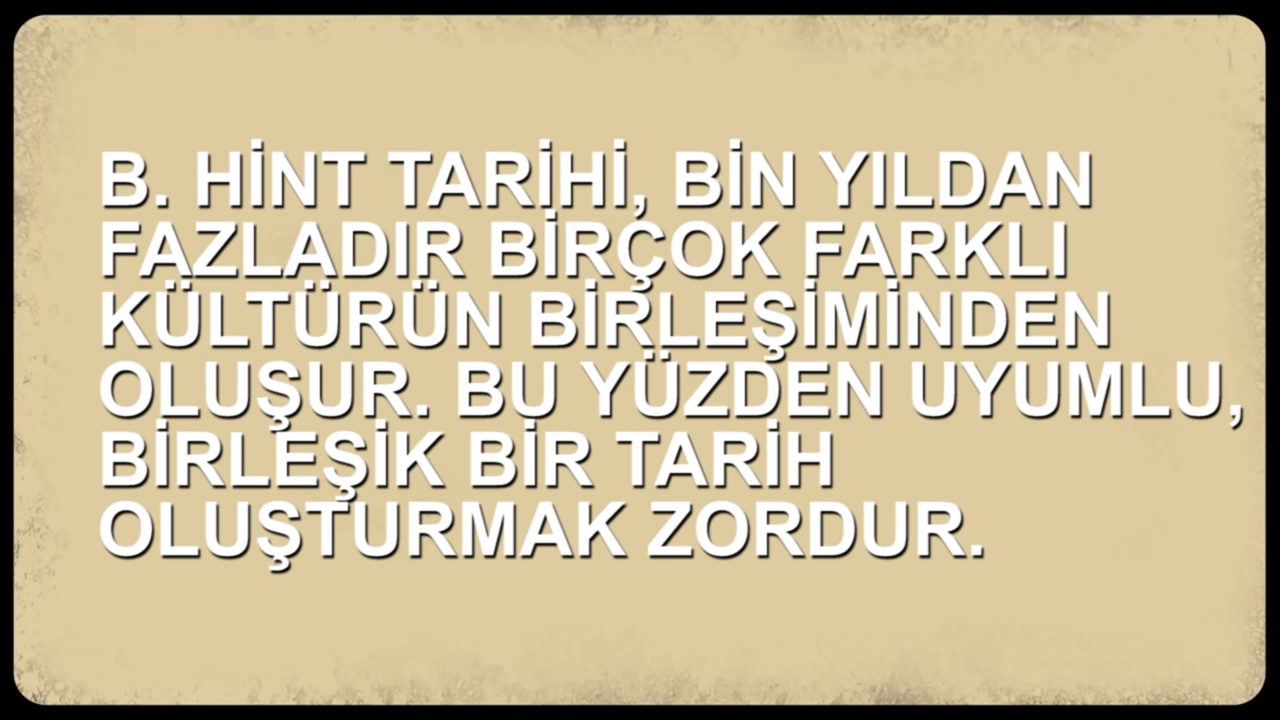 B. HİNT TARİHİ, BİN YILDAN
FAZLADIR BİRÇOK FARKLI
KÜLTÜRÜN BİRLEŞİMİNDEN
OLUŞUR. BU YÜZDEN UYUMLU,
BİRLEŞİK BİR TARİH
OLUŞTURMAK ZORDUR.